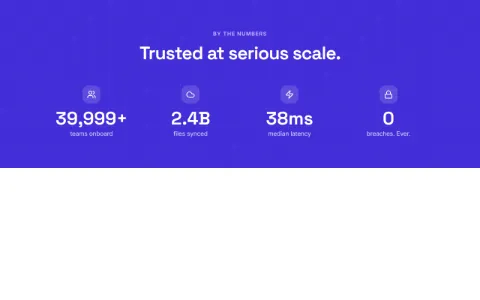 BY THE NUMBERS
Trusted at serious scale.
39,999+
teams onboard
2.4B
files synced
38ms
median latency
0
breaches. Ever.